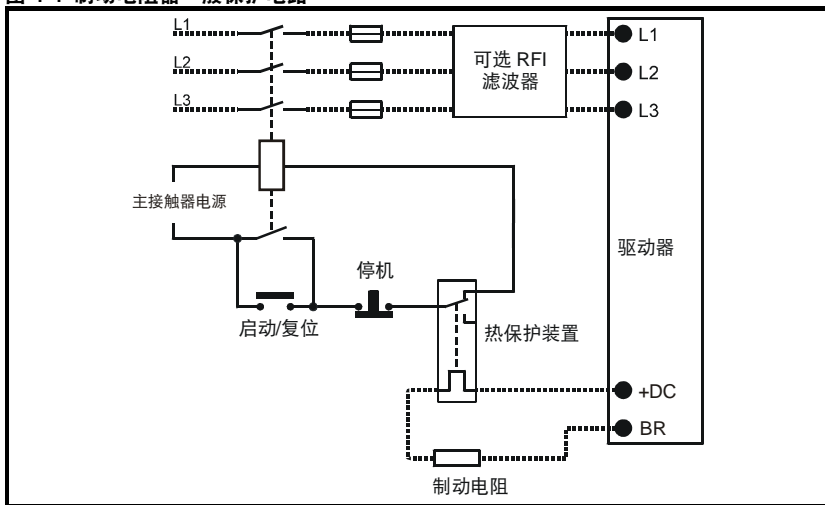 L1
L2
L3
可选 RFI
滤波器
L1
L2
L3
主接触器电源
驱动器
停机
启动/复位
热保护装置
+DC
BR
制动电阻